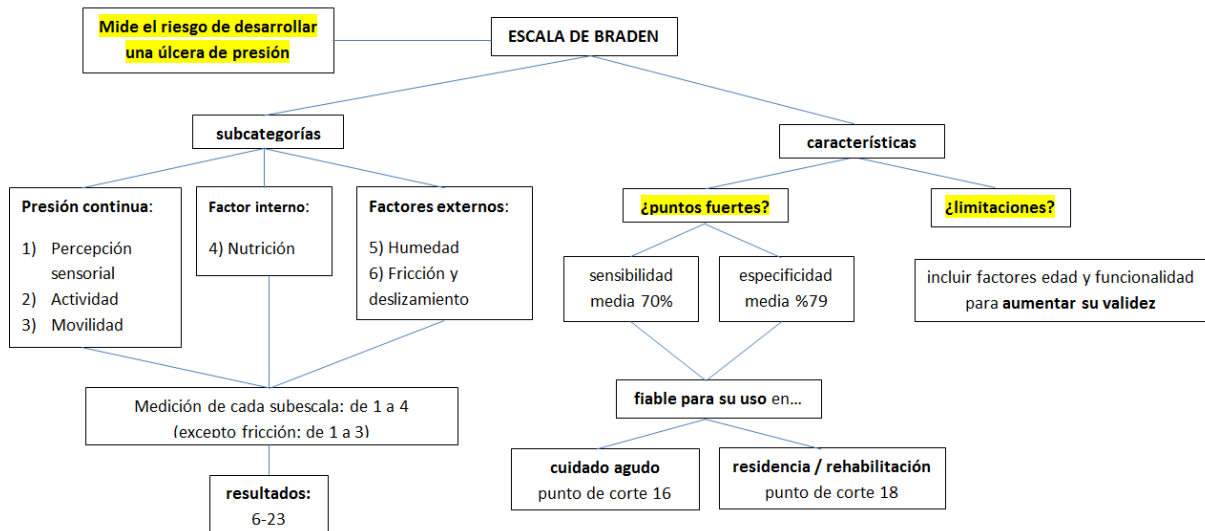 Mide el riesgo de desarrollar
una úlcera de presión
ESCALA DE BRADEN
subcategorías
características
Presión continua:
1) Percepción
sensorial
2) Actividad
3) Movilidad
Factor interno:
4) Nutrición
Factores externos:
5) Humedad
6) Fricción y
deslizamiento
¿puntos fuertes?
¿limitaciones?
sensibilidad
media 70%
especificidad
media %79
incluir factores edad y funcionalidad
para aumentar su validez
Medición de cada subescala: de 1 a 4
(excepto fricción: de 1 a 3)
fiable para su uso en...
resultados:
6-23
cuidado agudo
punto de corte 16
residencia / rehabilitación
punto de corte 18